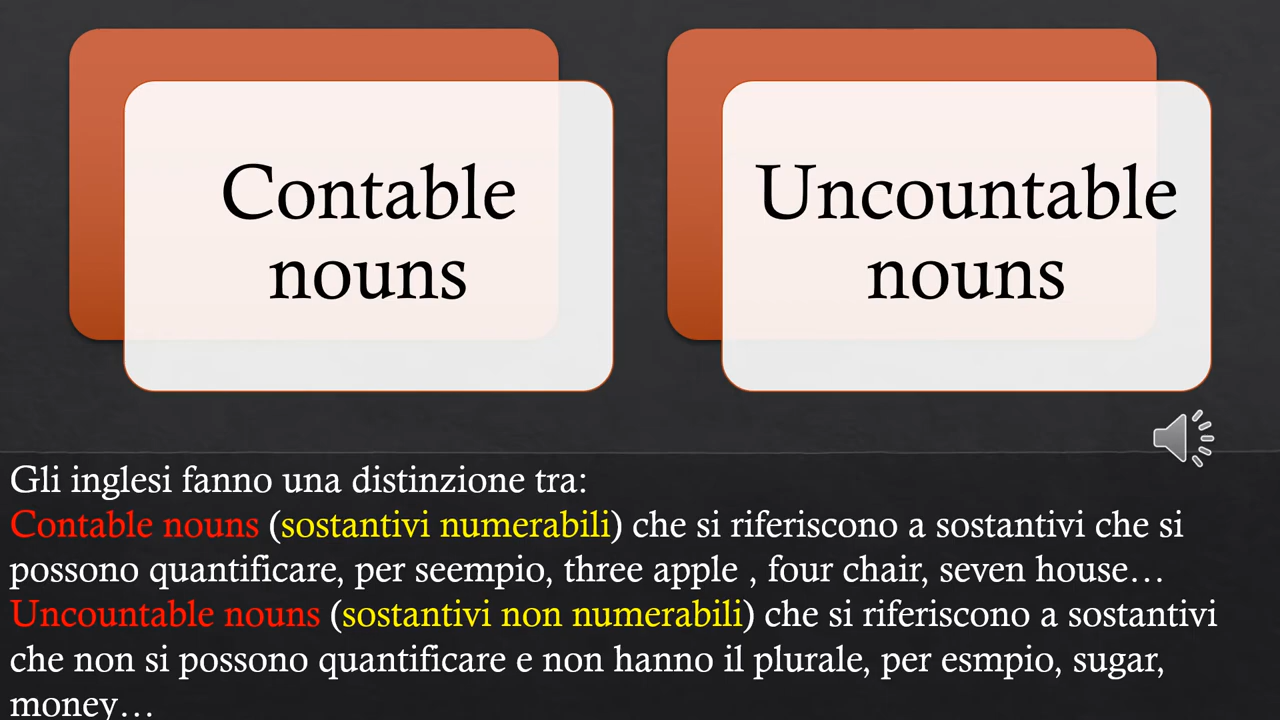 Contable
nouns
Uncountable
nouns
Gli inglesi fanno una distinzione tra:
Contable nouns (sostantivi numerabili) che si riferiscono a sostantivi che si
possono quantificare, per seempio, three apple , four chair, seven house…
Uncountable nouns (sostantivi non numerabili) che si riferiscono a sostantivi
che non si possono quantificare e non hanno il plurale, per esmpio, sugar,
money…